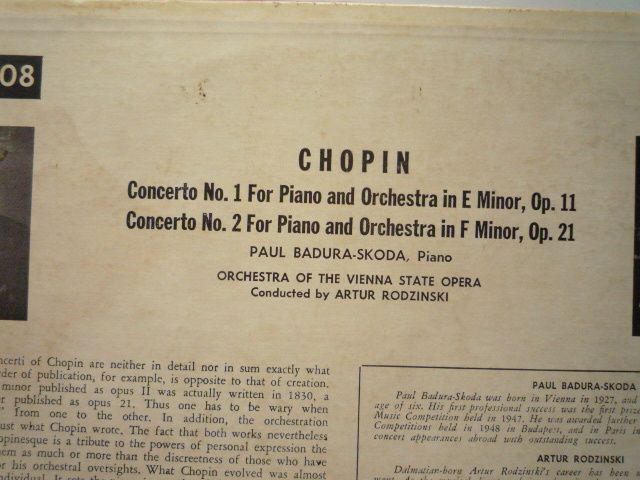 08
CHOPIN
Concerto No. 1 For Piano and Orchestra in E Minor, Op. 11
Concerto No. 2 For Piano and Orchestra in F Minor, Op. 21
PAUL BADURA-SKODA, Piano
ORCHESTRA OF THE VIENNA STATE OPERA
Conducted by ARTUR RODZINSKI
ncerti of Chopin are neither in detail nor in sum exactly what
rder of publication, for example, is opposite to that of creation.
minor published as opus II was actually written in 1830, a
r published as opus 21. Thus one has to be wary when
" from one to the other. In addition, the orchestration
ust what Chopin wrote. The fact that both works nevertheless
opinesque is a tribute to the powers of personal expression the
em as much or more than the discreetness of those who have
r his orchestral oversights. What Chopin evolved was almost
individual. It sets the
PAUL BADURA-SKODA
Paul Badura-Skoda was born in Vienna in 1927, and
age of six. His first professional success was the first priz
Music Competition held in 1947. He was awarded further
Competitions held in 1948 in Budapest, and in Paris in
concert appearances abroad with outstanding success.
ARTUR RODZINSKI
Dalmatian-born Artur Rodzinski's career has been